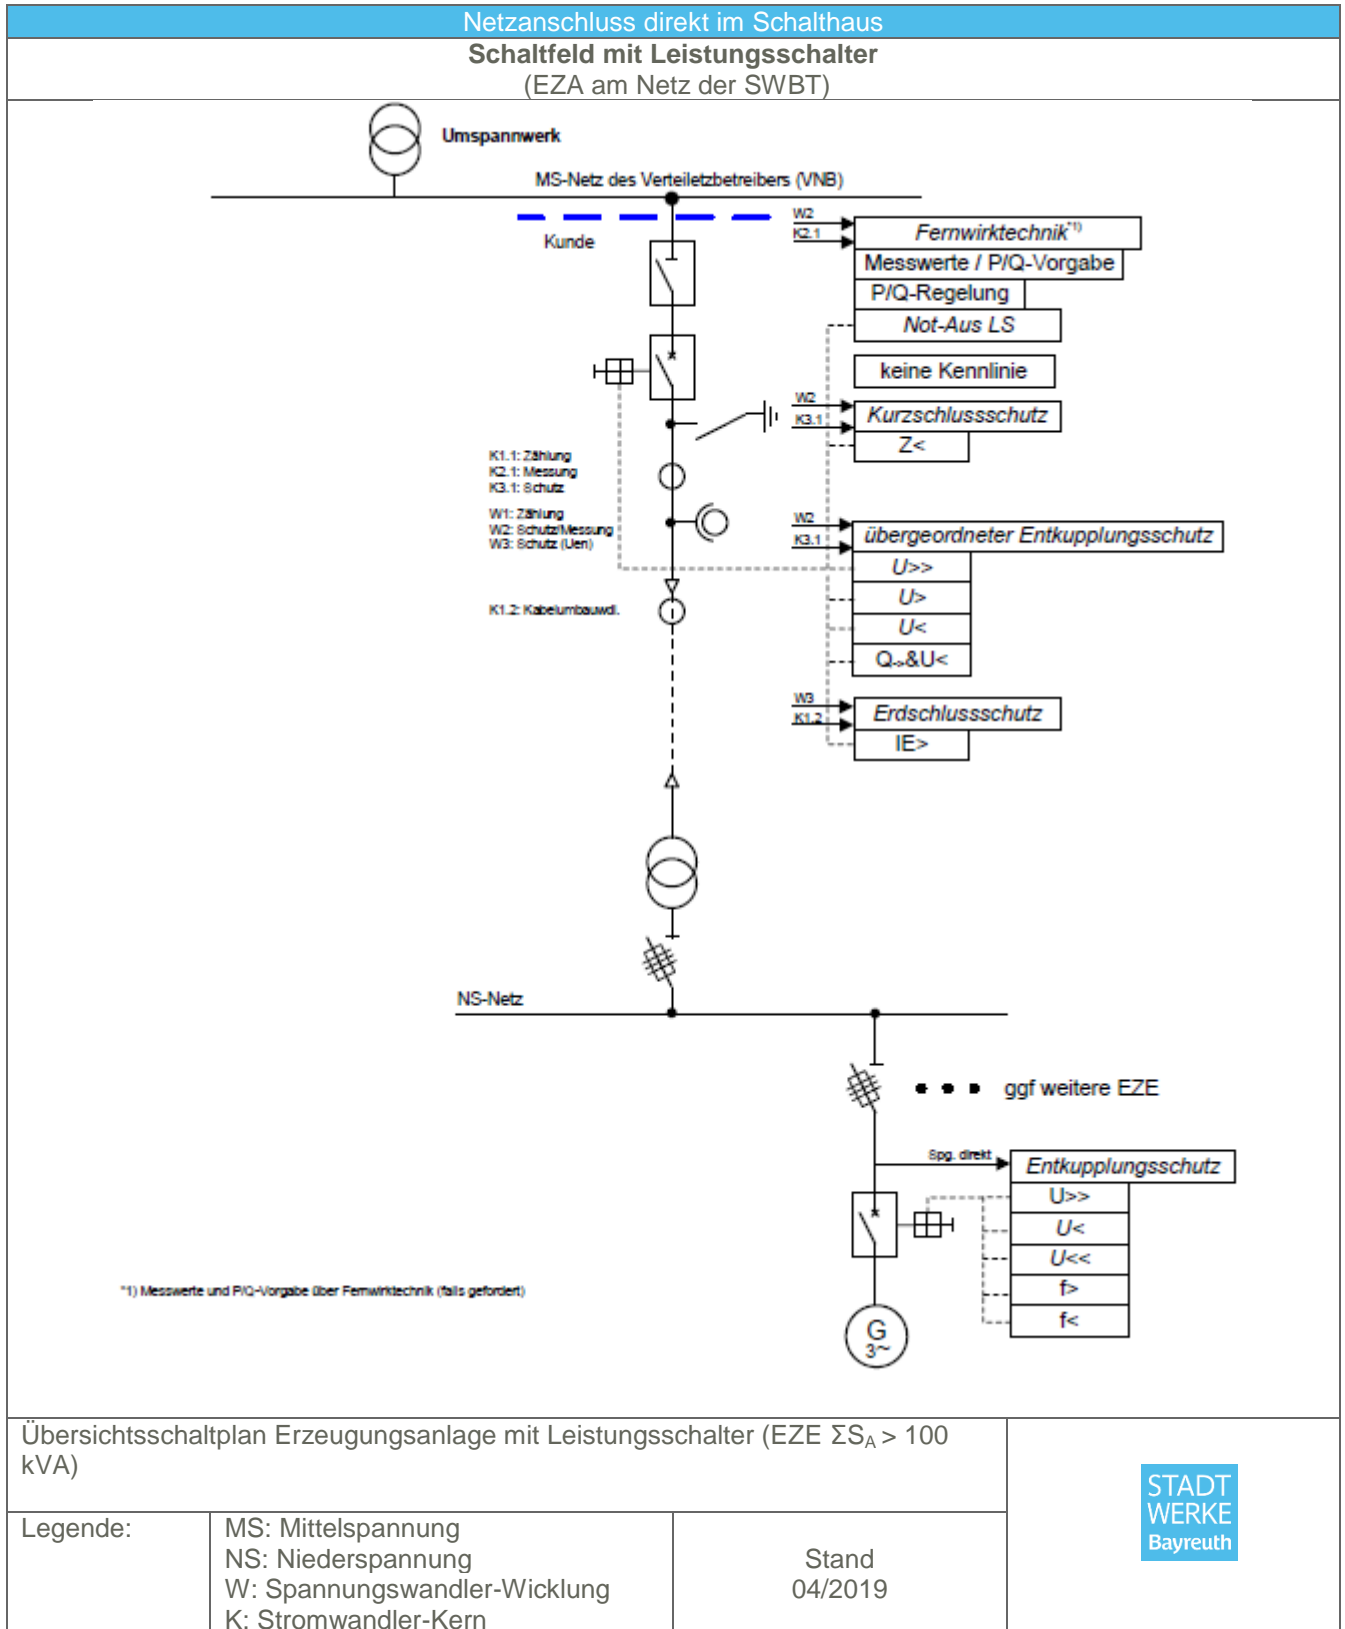 Netzanschluss direkt im Schalthaus
Schaltfeld mit Leistungsschalter
(EZA am Netz der SWBT)
Umspannwerk
MS-Netz des Verteiletzbetreibers (VNB)
Kunde
W2
K2.1
Fernwirktechnik*1)
Messwerte / P/Q-Vorgabe
P/Q-Regelung
Not-Aus LS
keine Kennlinie
W2
K3.1
Kurzschlussschutz
Z<
K1.1: Zählung
K2.1: Messung
K3.1: Schutz
W1: Zählung
W2: Schutz/Messung
W3: Schutz (Uen)
W2
K3.1
übergeordneter Entkupplungsschutz
U>>
U>
U<
Q->&U<
K1.2: Kabelumbauwdl.
W3
K1.2
Erdschlussschutz
IE>
NS-Netz
ggf weitere EZE
Spg. direkt
Entkupplungsschutz
U>>
U<
U<<
f>
f<
G
3~
*1) Messwerte und P/Q-Vorgabe über Fernwirktechnik (falls gefordert)
Übersichtsschaltplan Erzeugungsanlage mit Leistungsschalter (EZE ΣSA > 100
kVA)
STADT
WERKE
Bayreuth
Legende:
MS: Mittelspannung
NS: Niederspannung
W: Spannungswandler-Wicklung
K: Stromwandler-Kern
Stand
04/2019